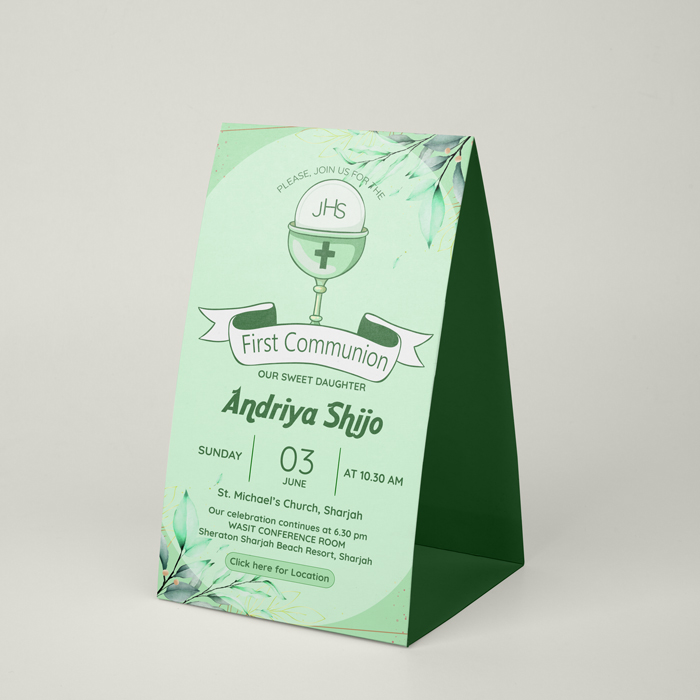 PLEASE, JOIN US FOR THE
JHS
First Communion
OUR SWEET DAUGHTER
Andriya Shijo
SUNDAY
03
JUNE
AT 10.30 AM
St. Michael's Church, Sharjah
Our celebration continues at 6.30 pm
WASIT CONFERENCE ROOM
Sheraton Sharjah Beach Resort, Sharjah
Click here for Location